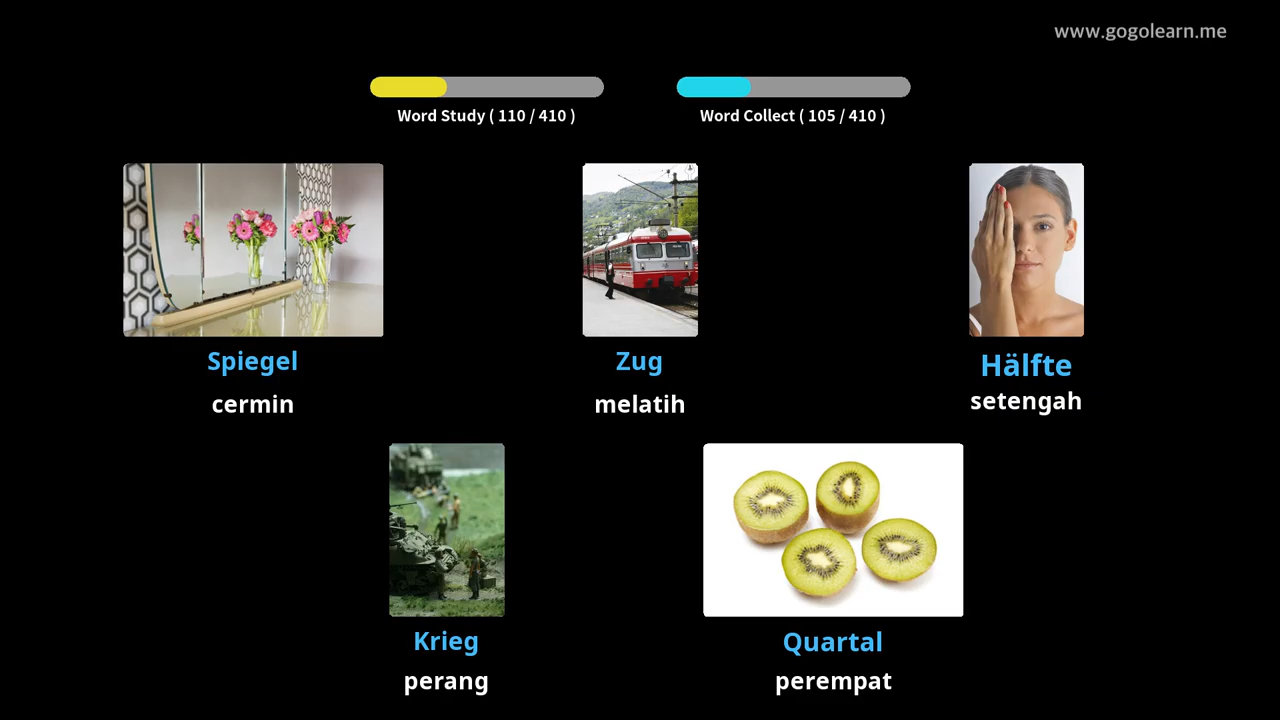 www.gogolearn.me
Word Study ( 110 / 410 )
Word Collect ( 105 / 410 )
Spiegel
cermin
Zug
melatih
Hälfte
setengah
Krieg
perang
Quartal
perempat